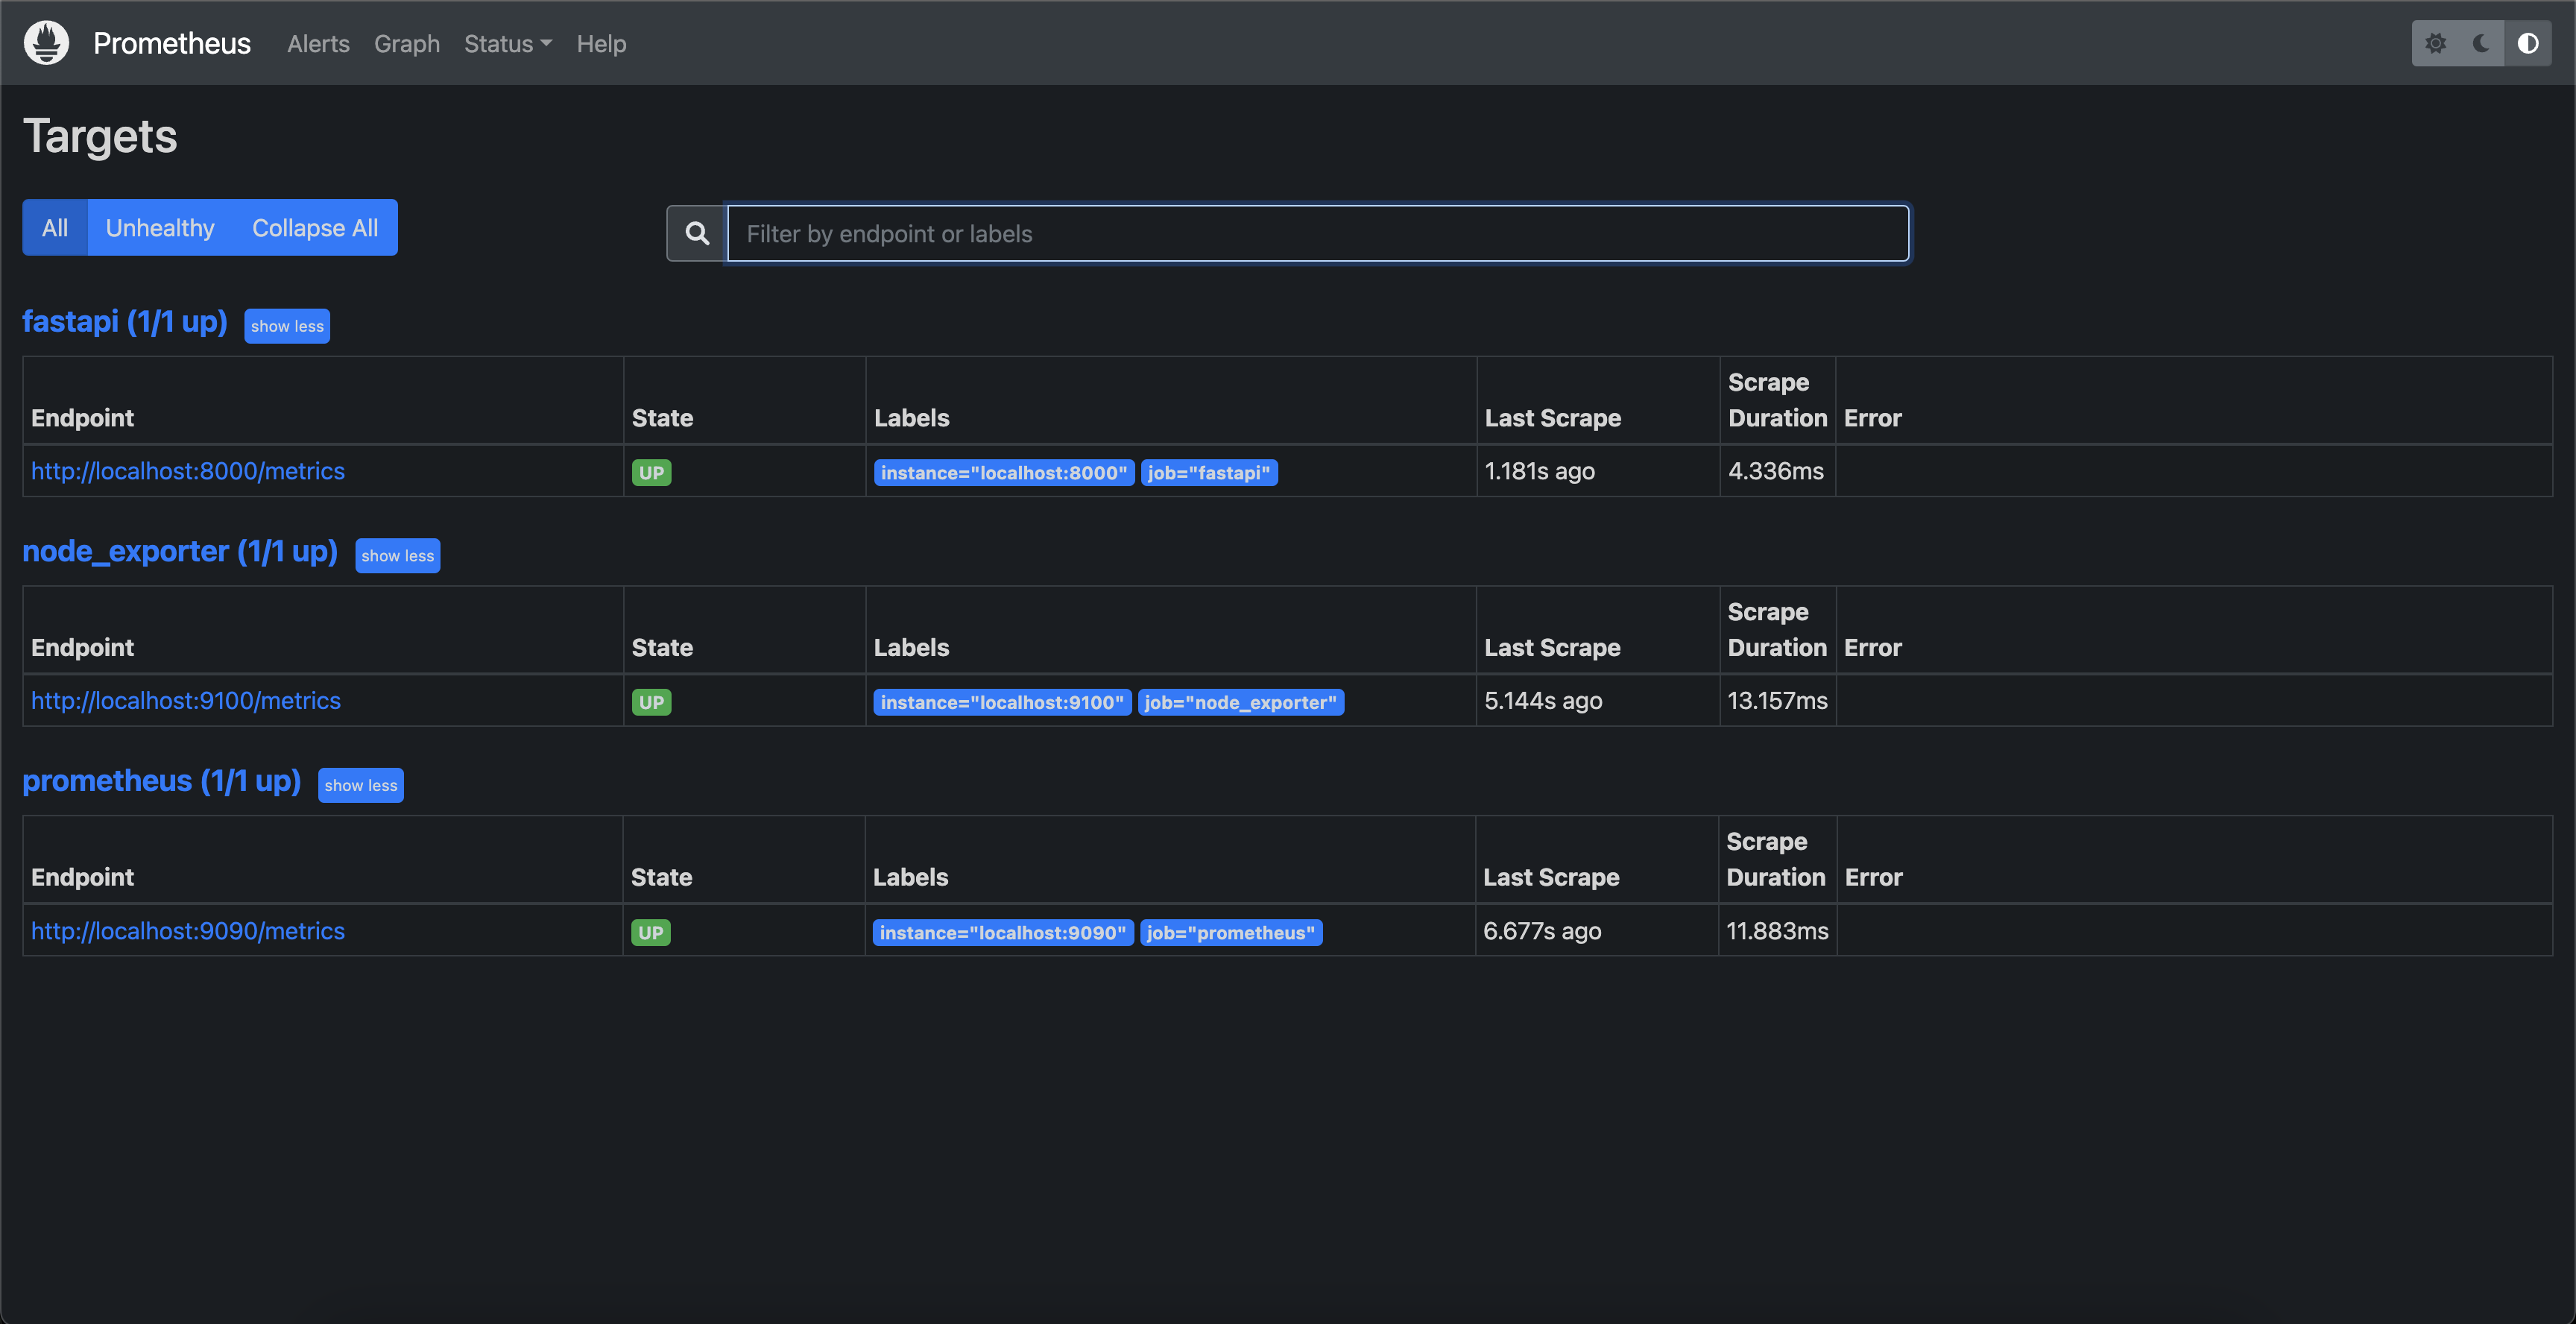 Prometheus Alerts Graph Status Help
Targets
All Unhealthy Collapse All
Filter by endpoint or labels
fastapi (1/1 up) show less
Endpoint State Labels Last Scrape Scrape Duration Error
http://localhost:8000/metrics UP instance="localhost:8000" job="fastapi" 1.181s ago 4.336ms
node_exporter (1/1 up) show less
Endpoint State Labels Last Scrape Scrape Duration Error
http://localhost:9100/metrics UP instance="localhost:9100" job="node_exporter" 5.144s ago 13.157ms
prometheus (1/1 up) show less
Endpoint State Labels Last Scrape Scrape Duration Error
http://localhost:9090/metrics UP instance="localhost:9090" job="prometheus" 6.677s ago 11.883ms